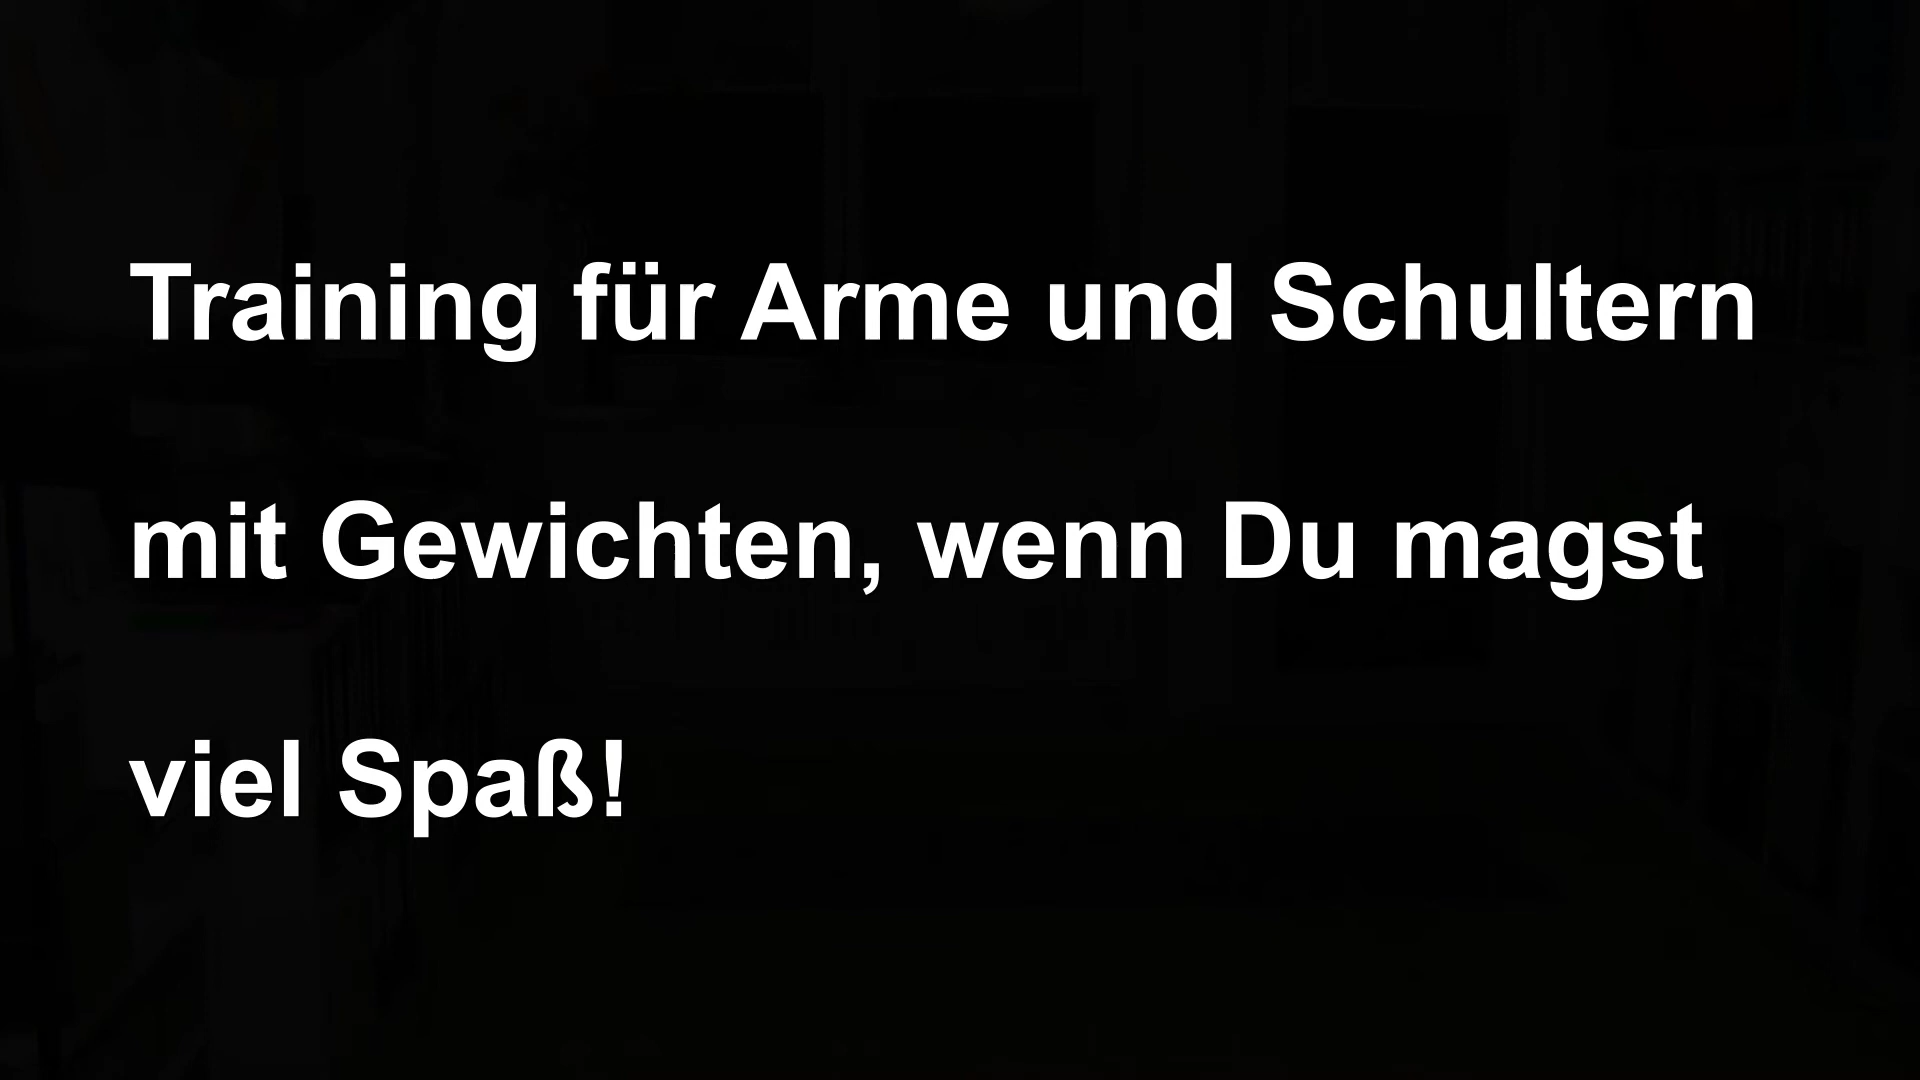 Training für Arme und Schultern
mit Gewichten, wenn Du magst
viel Spaß!